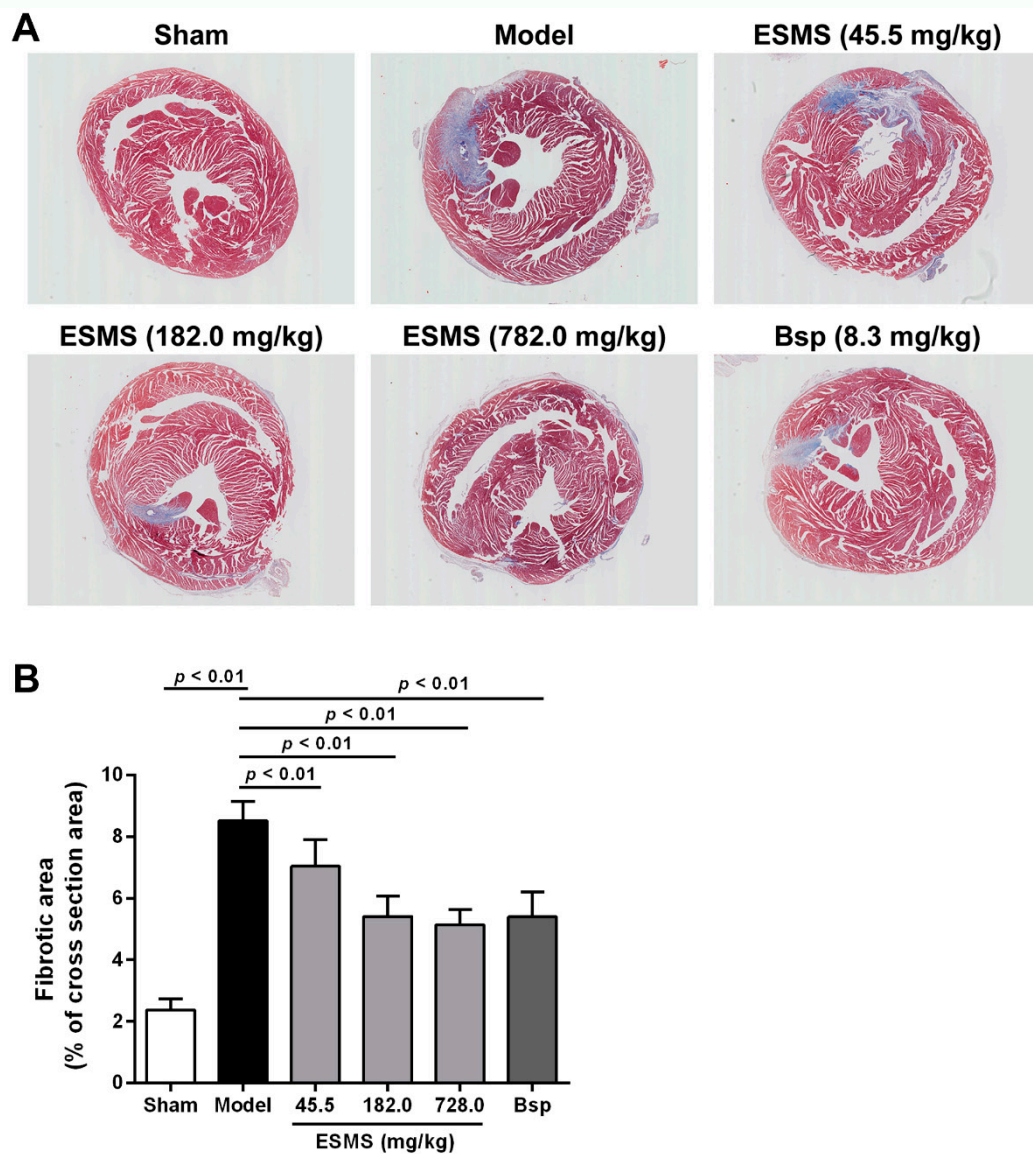 A
Sham
Model
ESMS (45.5 mg/kg)
ESMS (182.0 mg/kg)
ESMS (782.0 mg/kg)
Bsp (8.3 mg/kg)
B
p < 0.01
p < 0.01
p < 0.01
p < 0.01
p < 0.01
Fibrotic area
(% of cross section area)
10
8
6
4
2
0
Sham
Model
45.5
182.0
728.0
Bsp
ESMS (mg/kg)